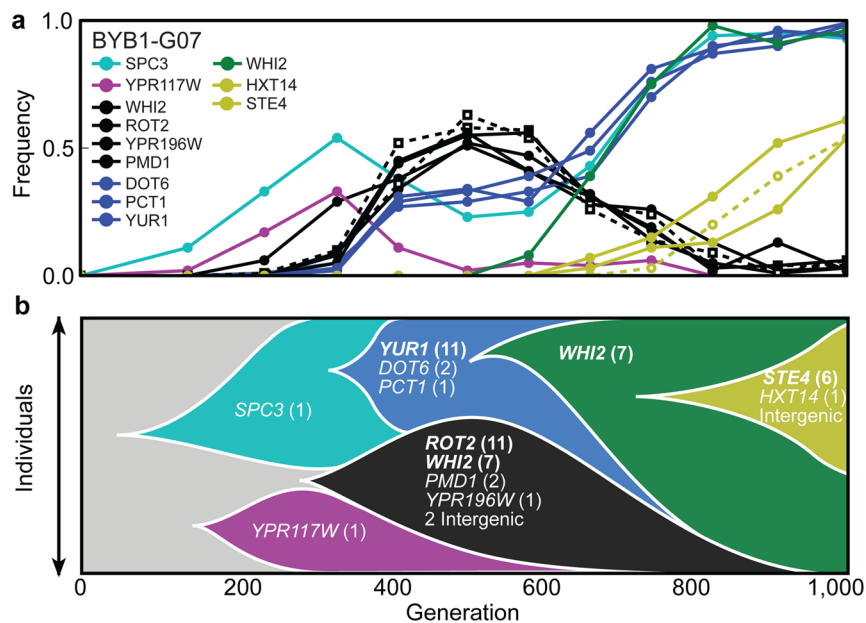 a
1.0
0.5
0.0
Frequency
BYB1-G07
SPC3
YPR117W
WHI2
ROT2
YPR196W
PMD1
DOT6
PCT1
YUR1
WHI2
HXT14
STE4
b
Individuals
SPC3 (1)
YUR1 (11)
DOT6 (2)
PCT1 (1)
ROT2 (11)
WHI2 (7)
PMD1 (2)
YPR196W (1)
2 Intergenic
YPR117W (1)
WHI2 (7)
STE4 (6)
HXT14 (1)
Intergenic
0 200 400 600 800 1,000
Generation